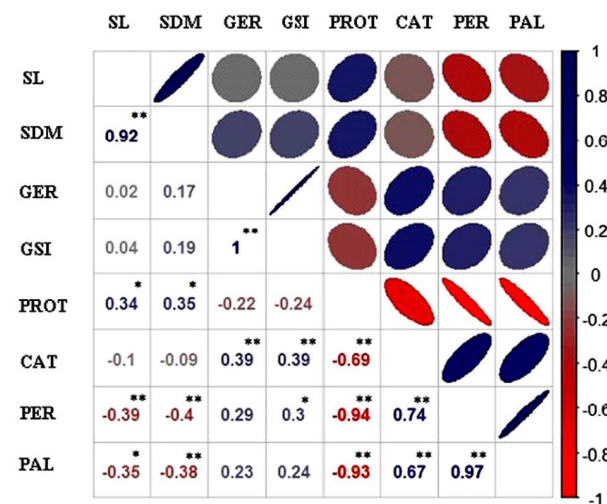 SL SDM GER GSI PROT CAT PER PAL
1
SL
0.8
SDM 0.92**
0.6
GER 0.02 0.17
0.4
GSI 0.04 0.19 1**
0.2
0
PROT 0.34* 0.35* -0.22 -0.24
-0.2
CAT -0.1 -0.09 0.39** 0.39** -0.69**
-0.4
-0.6
PER -0.39** -0.4** 0.29 0.3* -0.94** 0.74**
-0.8
PAL -0.35* -0.38** 0.23 0.24 -0.93** 0.67** 0.97**
-1